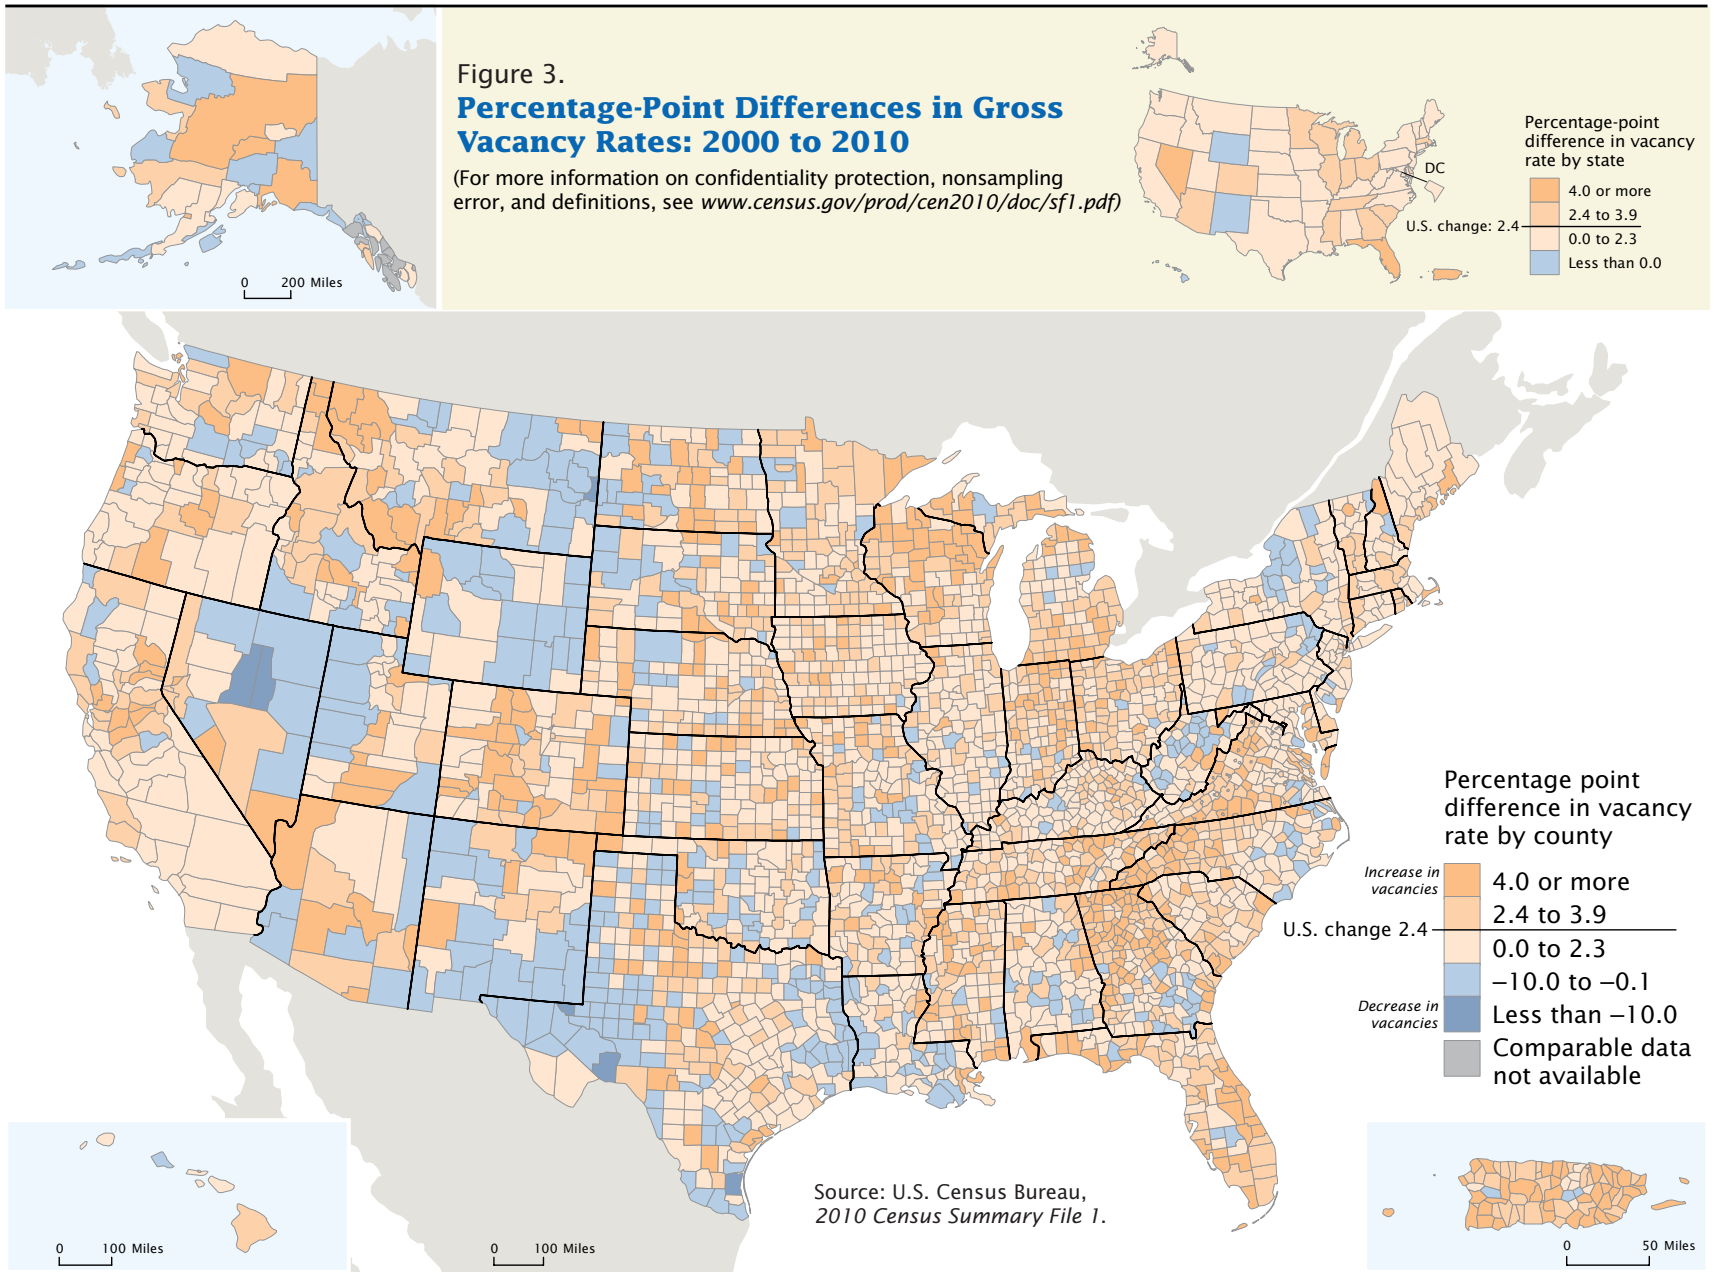 Figure 3.
Percentage-Point Differences in Gross
Vacancy Rates: 2000 to 2010
(For more information on confidentiality protection, nonsampling
error, and definitions, see www.census.gov/prod/cen2010/doc/sf1.pdf)
0 200 Miles
DC
Percentage-point
difference in vacancy
rate by state
4.0 or more
2.4 to 3.9
U.S. change: 2.4
0.0 to 2.3
Less than 0.0
Percentage point
difference in vacancy
rate by county
Increase in
vacancies
4.0 or more
2.4 to 3.9
U.S. change 2.4
0.0 to 2.3
−10.0 to −0.1
Decrease in
vacancies
Less than −10.0
Comparable data
not available
Source: U.S. Census Bureau,
2010 Census Summary File 1.
0 100 Miles
0 100 Miles
0 50 Miles